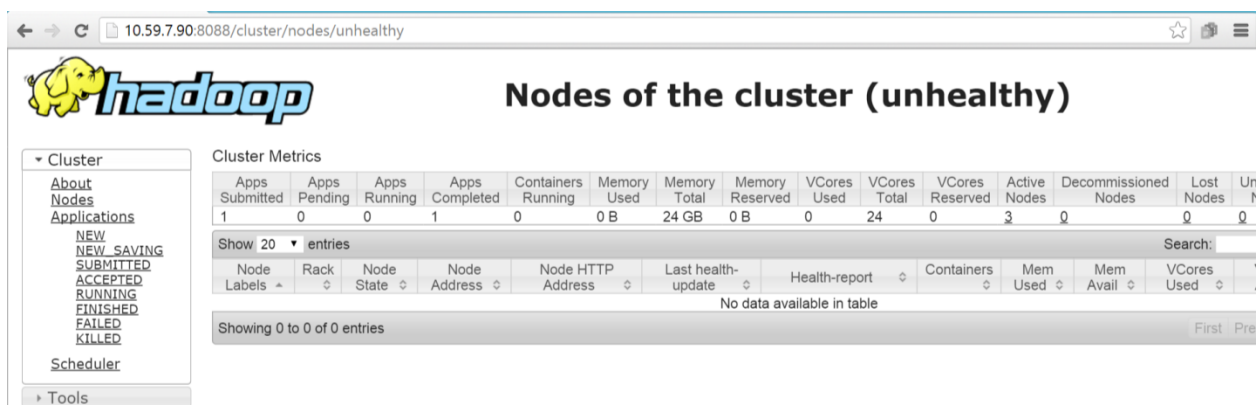 10.59.7.90:8088/cluster/nodes/unhealthy
hadoop
Nodes of the cluster (unhealthy)
Cluster
About
Nodes
Applications
NEW
NEW_SAVING
SUBMITTED
ACCEPTED
RUNNING
FINISHED
FAILED
KILLED
Scheduler
Tools
Cluster Metrics
Apps Submitted Apps Pending Apps Running Apps Completed Containers Running Memory Used Memory Total Memory Reserved VCores Used VCores Total VCores Reserved Active Nodes Decommissioned Nodes Lost Nodes
1 0 0 1 0 0 B 24 GB 0 B 0 24 0 3 0 0 0
Show 20 entries Search:
Node Labels Rack Node State Node Address Node HTTP Address Last health-update Health-report Containers Mem Used Mem Avail VCores Used
No data available in table
Showing 0 to 0 of 0 entries First